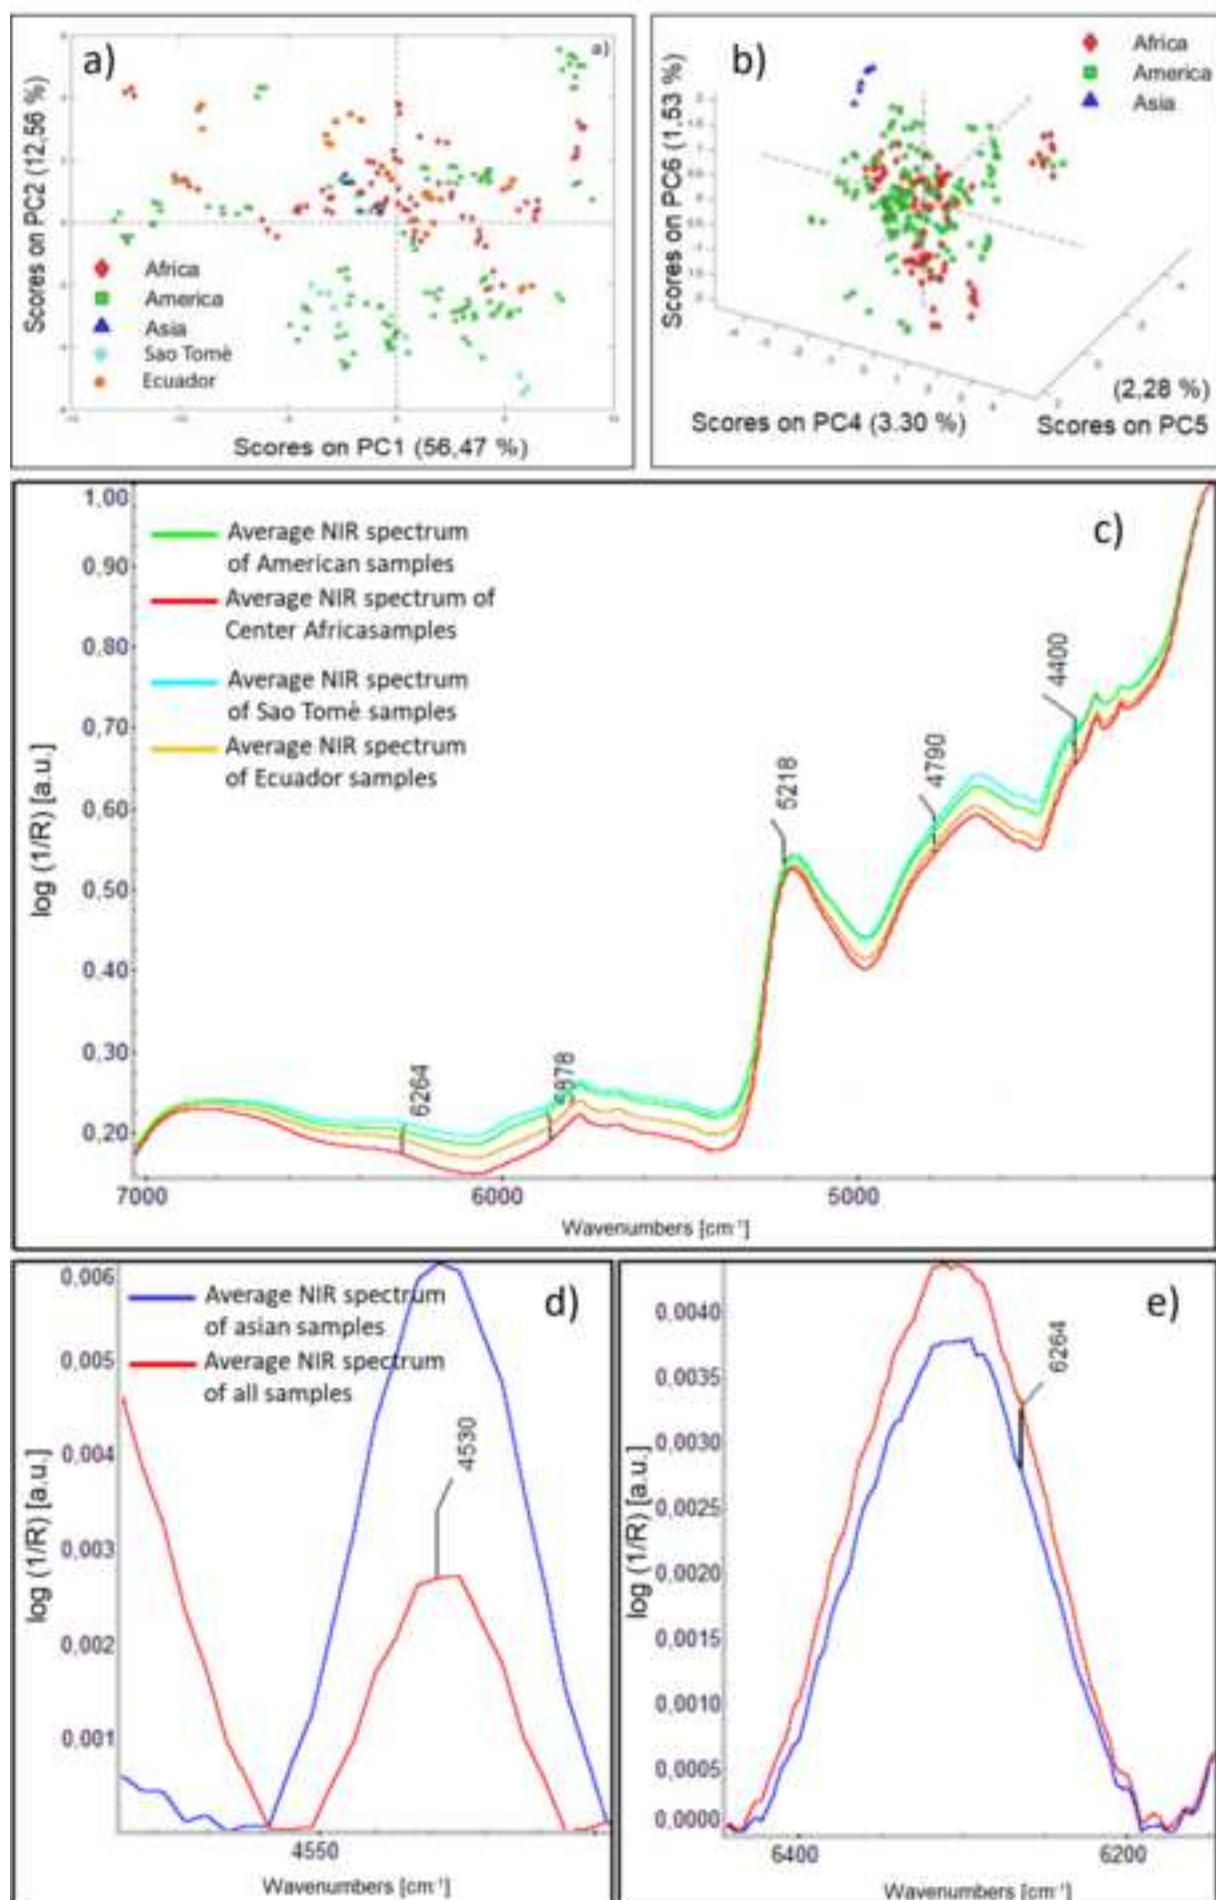 a)
a)
Scores on PC2 (12,56 %)
Africa
America
Asia
Sao Tomè
Ecuador
Scores on PC1 (56,47 %)
b)
Africa
America
Asia
Scores on PC6 (1,53 %)
Scores on PC4 (3.30 %)
(2,28 %)
Scores on PC5
c)
1,00
0,90
0,80
0,70
0,60
0,50
0,40
0,30
0,20
log (1/R) [a.u.]
Average NIR spectrum
of American samples
Average NIR spectrum of
Center Africasamples
Average NIR spectrum
of Sao Tomè samples
Average NIR spectrum
of Ecuador samples
6264
5878
5218
4790
4400
7000
6000
5000
Wavenumbers [cm⁻¹]
d)
0,006
0,005
0,004
0,003
0,002
0,001
log (1/R) [a.u.]
Average NIR spectrum
of asian samples
Average NIR spectrum
of all samples
4530
4550
Wavenumbers [cm⁻¹]
e)
0,0040
0,0035
0,0030
0,0025
0,0020
0,0015
0,0010
0,0005
0,0000
log (1/R) [a.u.]
6264
6400
6200
Wavenumbers [cm⁻¹]